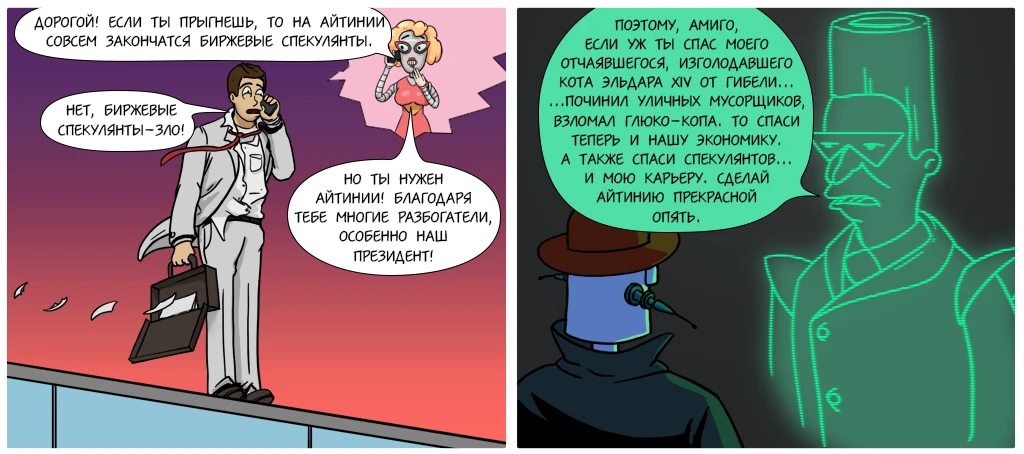 ДОРОГОЙ! ЕСЛИ ТЫ ПРЫГНЕШЬ, ТО НА АЙТИНИИ
СОВСЕМ ЗАКОНЧАТСЯ БИРЖЕВЫЕ СПЕКУЛЯНТЫ.
НЕТ, БИРЖЕВЫЕ
СПЕКУЛЯНТЫ-ЗЛО!
НО ТЫ НУЖЕН
АЙТИНИИ! БЛАГОДАРЯ
ТЕБЕ МНОГИЕ РАЗБОГАТЕЛИ,
ОСОБЕННО НАШ
ПРЕЗИДЕНТ!
ПОЭТОМУ, АМИГО,
ЕСЛИ УЖ ТЫ СПАС МОЕГО
ОТЧАЯВШЕГОСЯ, ИЗГОЛОДАВШЕГО
КОТА ЭЛЬДАРА XIV ОТ ГИБЕЛИ...
...ПОЧИНИЛ УЛИЧНЫХ МУСОРЩИКОВ,
ВЗЛОМАЛ ГЛЮКО-КОПА. ТО СПАСИ
ТЕПЕРЬ И НАШУ ЭКОНОМИКУ.
А ТАКЖЕ СПАСИ СПЕКУЛЯНТОВ...
И МОЮ КАРЬЕРУ. СДЕЛАЙ
АЙТИНИЮ ПРЕКРАСНОЙ
ОПЯТЬ.